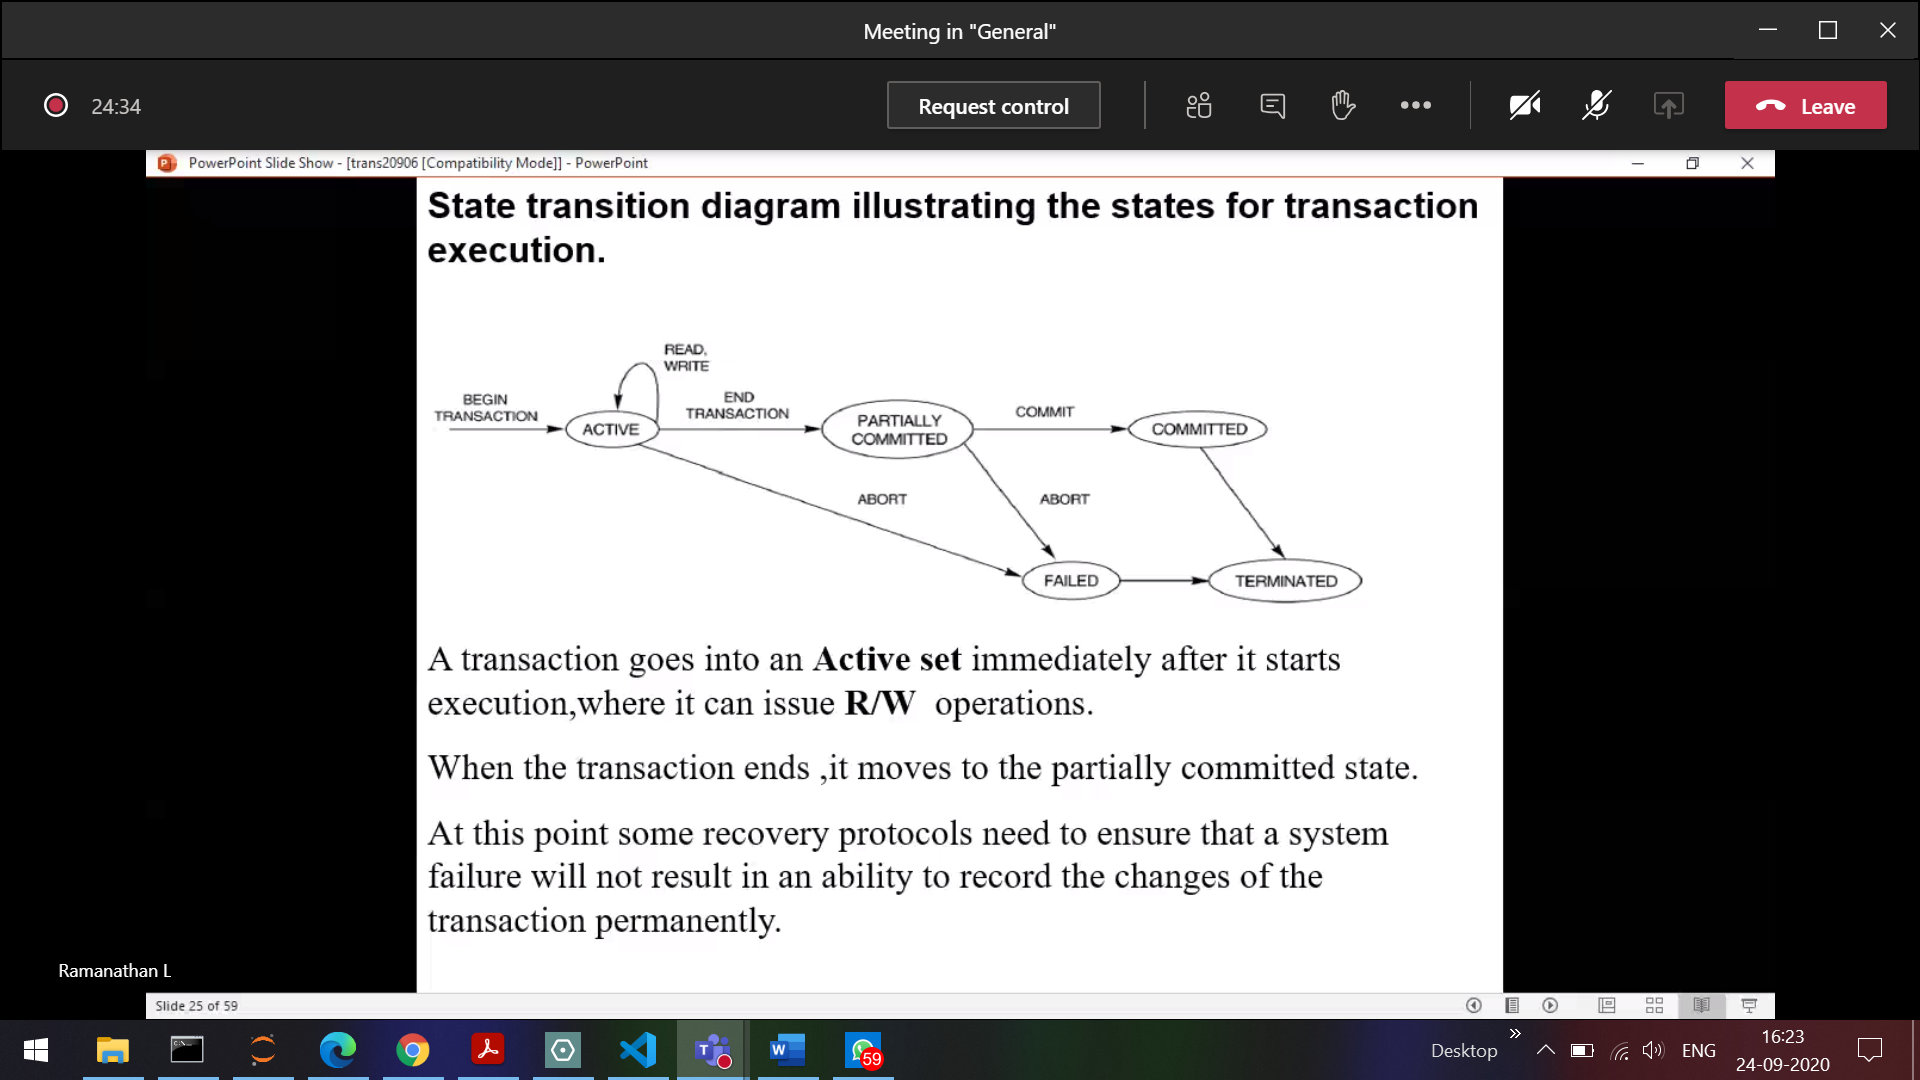 Meeting in "General"
24:34
Request control
Leave
PowerPoint Slide Show - [trans20906 [Compatibility Mode]] - PowerPoint
State transition diagram illustrating the states for transaction
execution.
READ,
WRITE
BEGIN
TRANSACTION
END
TRANSACTION
COMMIT
ACTIVE
PARTIALLY
COMMITTED
COMMITTED
ABORT
ABORT
FAILED
TERMINATED
A transaction goes into an Active set immediately after it starts
execution,where it can issue R/W operations.
When the transaction ends ,it moves to the partially committed state.
At this point some recovery protocols need to ensure that a system
failure will not result in an ability to record the changes of the
transaction permanently.
Ramanathan L
Slide 25 of 59
59
Desktop
ENG
16:23
24-09-2020